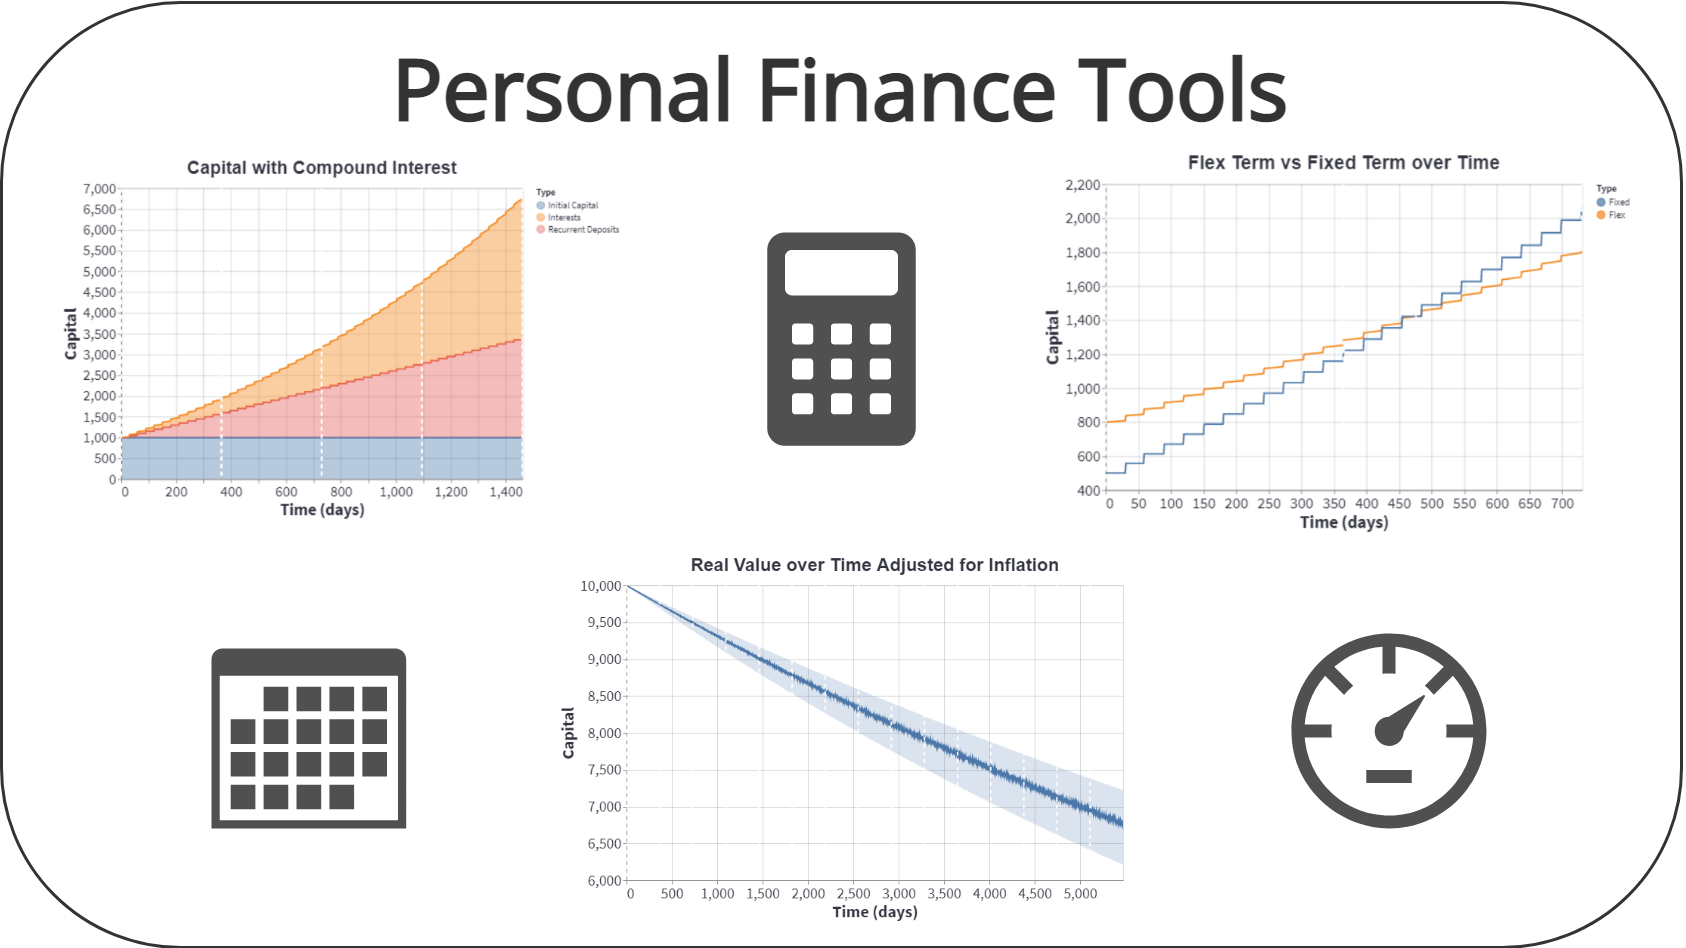 Personal Finance Tools
Capital with Compound Interest
7,000
6,500
6,000
5,500
5,000
4,500
4,000
3,500
3,000
2,500
2,000
1,500
1,000
500
0
Capital
0 200 400 600 800 1,000 1,200 1,400
Time (days)
Type
Initial Capital
Interests
Recurrent Deposits
Flex Term vs Fixed Term over Time
2,200
2,000
1,800
1,600
1,400
1,200
1,000
800
600
400
Capital
0 50 100 150 200 250 300 350 400 450 500 550 600 650 700
Time (days)
Type
Fixed
Flex
Real Value over Time Adjusted for Inflation
10,000
9,500
9,000
8,500
8,000
7,500
7,000
6,500
6,000
Capital
0 500 1,000 1,500 2,000 2,500 3,000 3,500 4,000 4,500 5,000
Time (days)